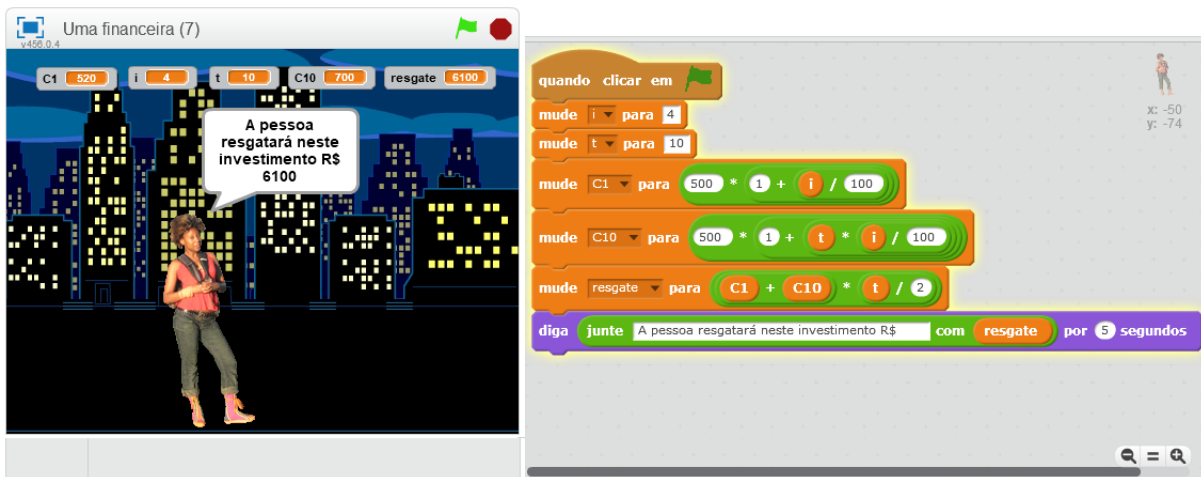 Uma financeira (7)
v456.0.4
C1 520 i 4 t 10 C10 700 resgate 6100
A pessoa
resgatará neste
investimento R$
6100
quando clicar em
mude i para 4
mude t para 10
mude C1 para 500 * 1 + i / 100
mude C10 para 500 * 1 + t * i / 100
mude resgate para C1 + C10 * t / 2
diga junte A pessoa resgatará neste investimento R$ com resgate por 5 segundos
x: -50
y: -74